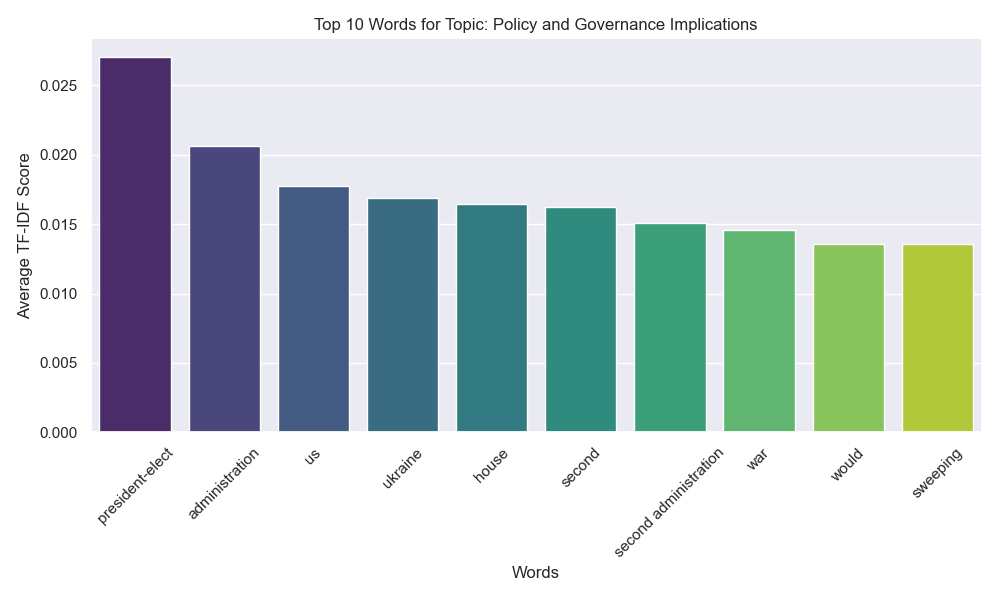 Top 10 Words for Topic: Policy and Governance Implications
Average TF-IDF Score
0.025
0.020
0.015
0.010
0.005
0.000
president-elect
administration
us
ukraine
house
second
second administration
war
would
sweeping
Words